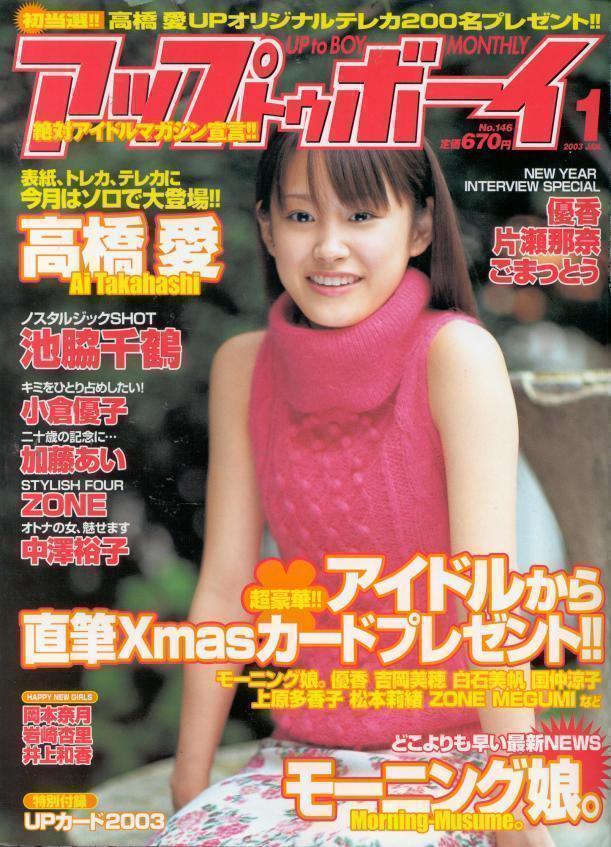 初当選!! 高橋 愛UPオリジナルテレカ200名プレゼント!!
UP to BOY MONTHLY
アップトゥボーイ
1
2003 JAN.
絶対アイドルマガジン宣言!!
No.146
定価670円
表紙、トレカ、テレカに
今月はソロで大登場!!
高橋 愛
Ai Takahashi
NEW YEAR
INTERVIEW SPECIAL
優香
片瀬那奈
ごまっとう
ノスタルジックSHOT
池脇千鶴
キミをひとり占めしたい!
小倉優子
二十歳の記念に…
加藤あい
STYLISH FOUR
ZONE
オトナの女、魅せます
中澤裕子
超豪華!! アイドルから
直筆Xmasカードプレゼント!!
モーニング娘。優香 吉岡美穂 白石美帆 国仲涼子
上原多香子 松本莉緒 ZONE MEGUMI など
HAPPY NEW GIRLS
岡本奈月
岩崎杏里
井上和香
どこよりも早い最新NEWS
モーニング娘。
Morning-Musume。
特別付録
UPカード2003